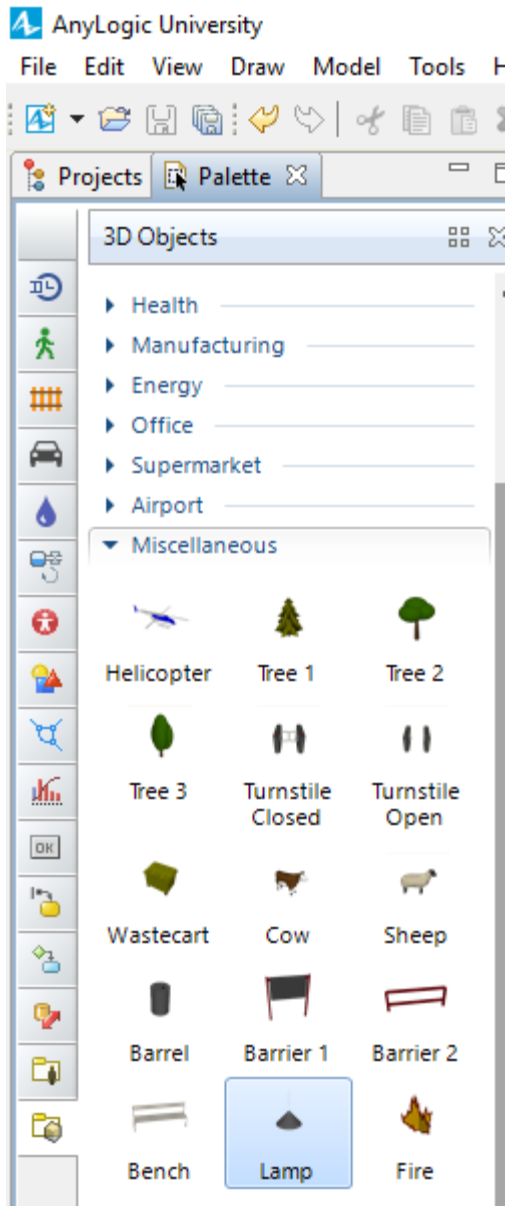 AnyLogic University
File Edit View Draw Model Tools H
Projects Palette
3D Objects
Health
Manufacturing
Energy
Office
Supermarket
Airport
Miscellaneous
Helicopter Tree 1 Tree 2
Tree 3 Turnstile Turnstile
Closed Open
Wastecart Cow Sheep
Barrel Barrier 1 Barrier 2
OK
Bench Lamp Fire